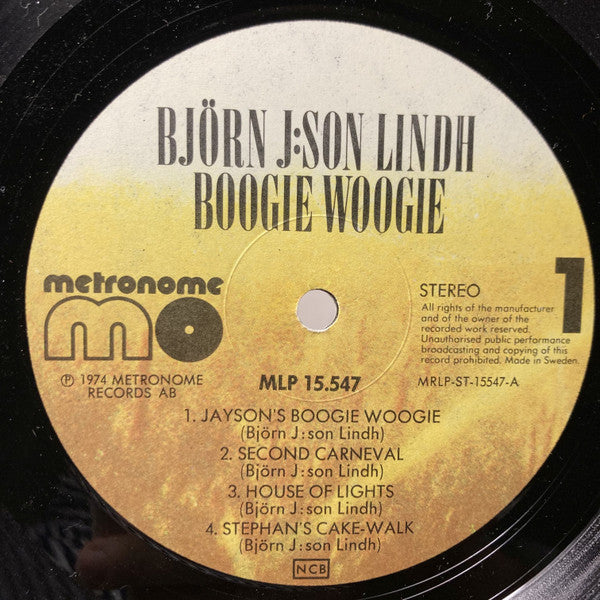 BJÖRN J:SON LINDH
BOOGIE WOOGIE
metronome
mo
STEREO
1
All rights of the manufacturer
and of the owner of the
recorded work reserved.
Unauthorised public performance
broadcasting and copying of this
record prohibited. Made in Sweden.
℗ 1974 METRONOME
RECORDS AB
MLP 15.547
MRLP-ST-15547-A
1. JAYSON'S BOOGIE WOOGIE
(Björn J:son Lindh)
2. SECOND CARNEVAL
(Björn J:son Lindh)
3. HOUSE OF LIGHTS
(Björn J:son Lindh)
4. STEPHAN'S CAKE-WALK
(Björn J:son Lindh)
NCB